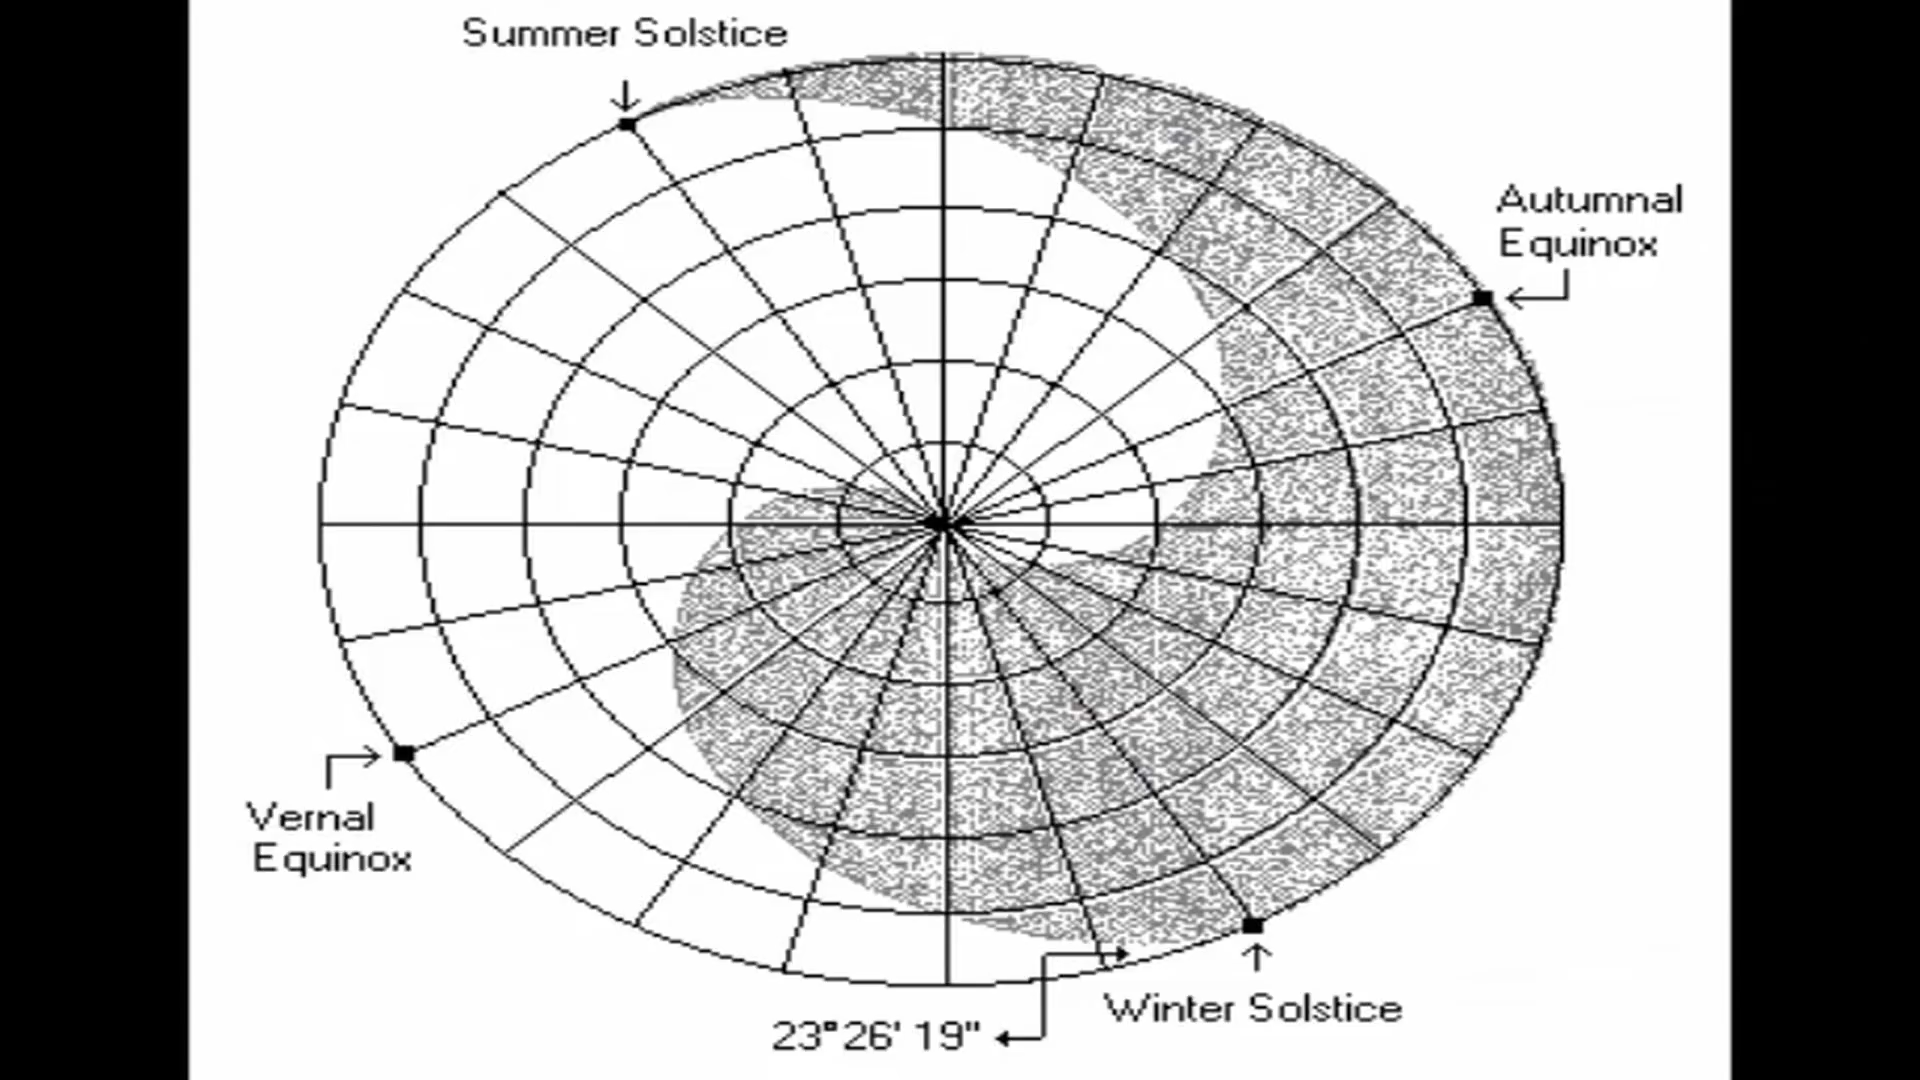 Summer Solstice
Autumnal
Equinox
Vernal
Equinox
Winter Solstice
23°26' 19"